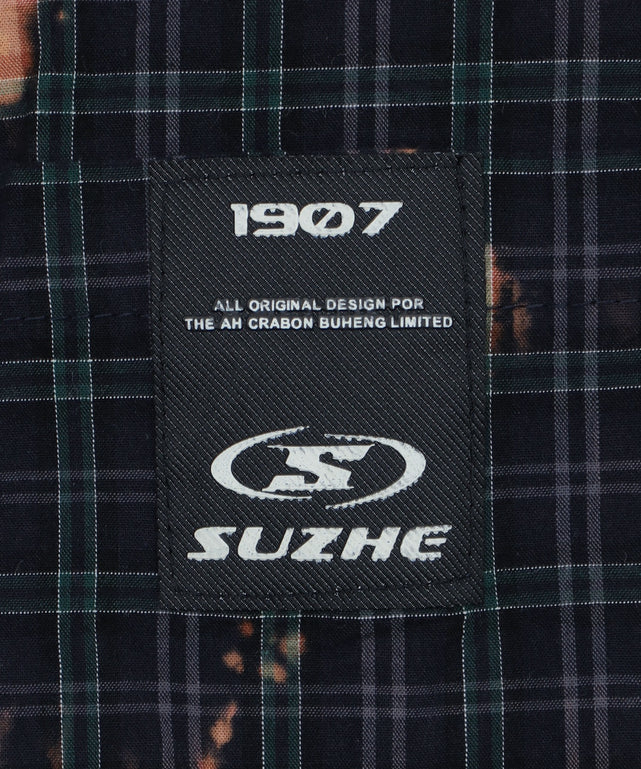 1907
ALL ORIGINAL DESIGN POR
THE AH CRABON BUHENG LIMITED
S
SUZHE